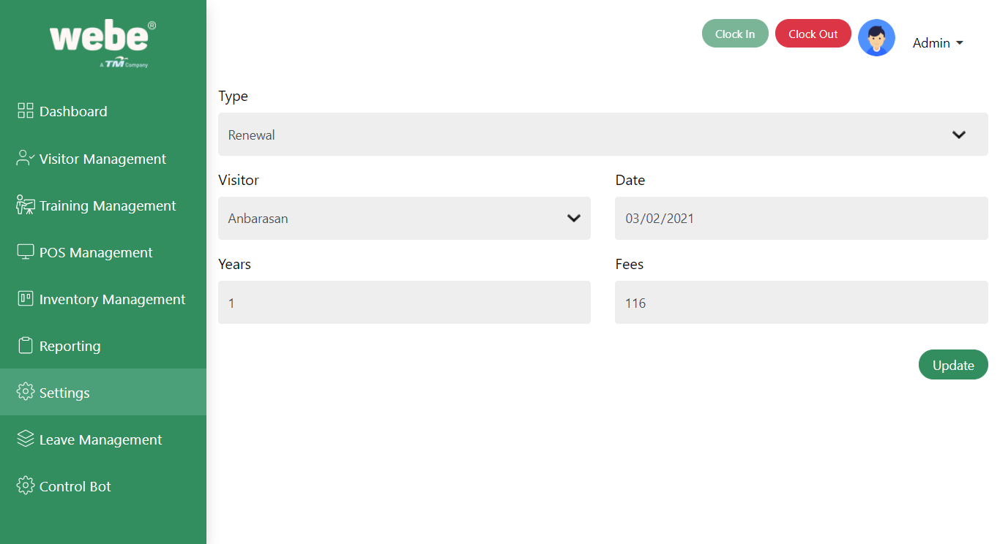 webe®
A TM Company
Dashboard
Visitor Management
Training Management
POS Management
Inventory Management
Reporting
Settings
Leave Management
Control Bot
Clock In
Clock Out
Admin
Type
Renewal
Visitor
Date
Anbarasan
03/02/2021
Years
Fees
1
116
Update